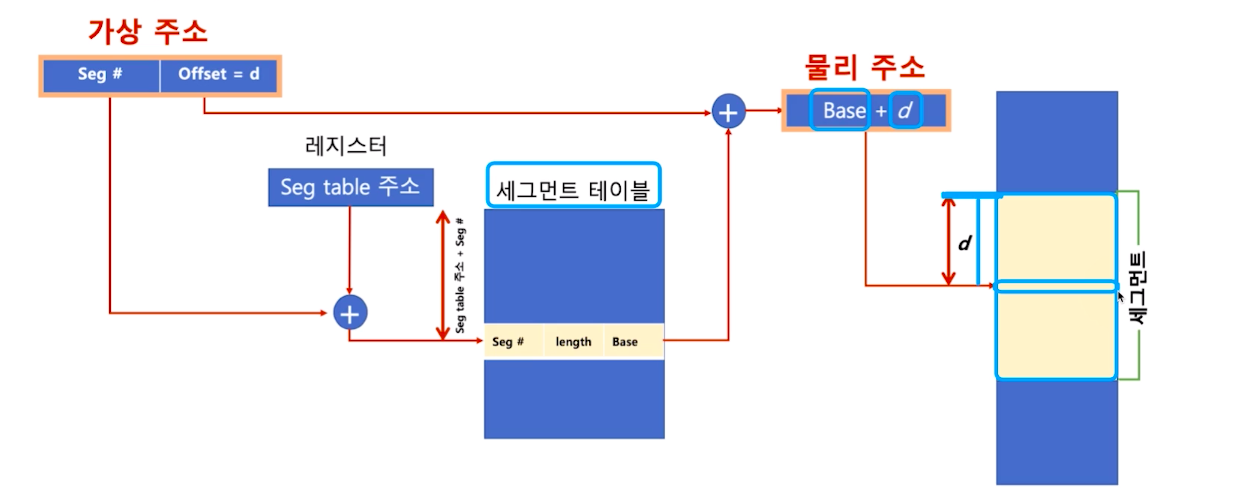 가상 주소
Seg #
Offset = d
물리 주소
Base + d
레지스터
Seg table 주소
세그먼트 테이블
Seg table 주소 + Seg #
Seg #
length
Base
d
세그먼트